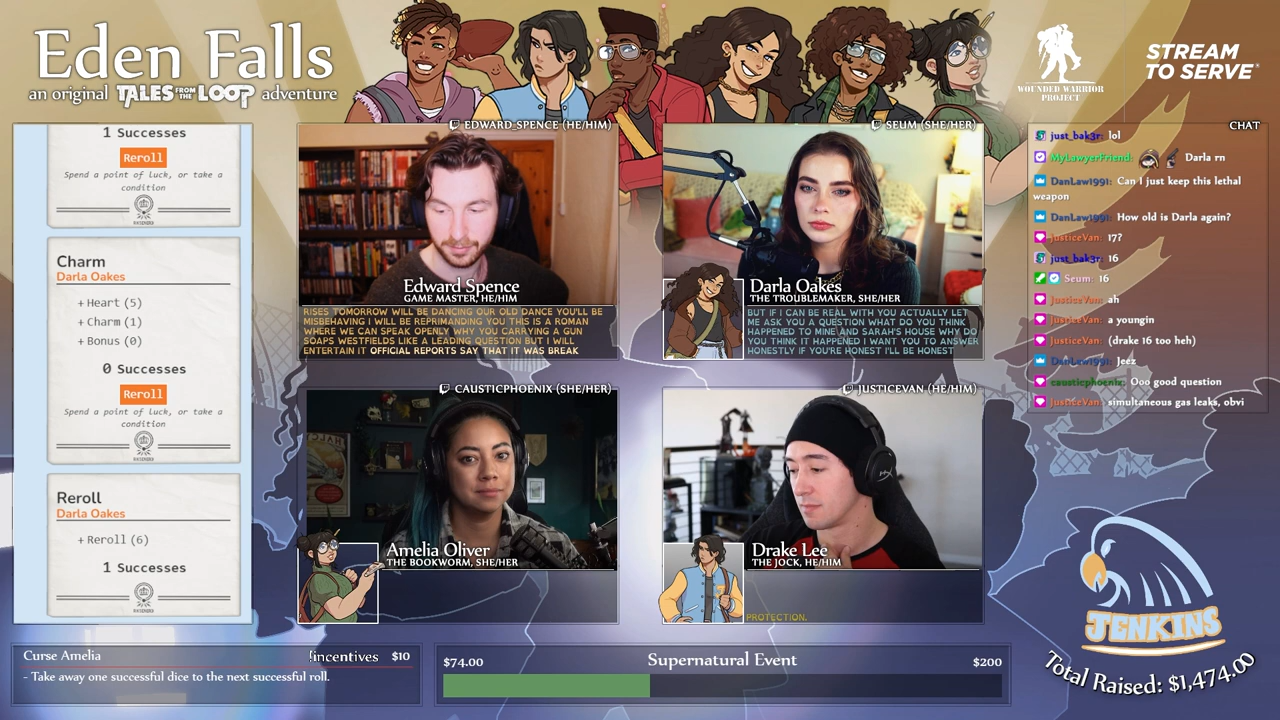 Eden Falls
an original TALES FROM THE LOOP adventure
WOUNDED WARRIOR
PROJECT
STREAM
TO SERVE
1 Successes
Reroll
Spend a point of luck, or take a
condition
Charm
Darla Oakes
+ Heart (5)
+ Charm (1)
+ Bonus (0)
0 Successes
Reroll
Spend a point of luck, or take a
condition
Reroll
Darla Oakes
+ Reroll (6)
1 Successes
EDWARD_SPENCE (HE/HIM)
Edward Spence
GAME MASTER, HE/HIM
RISES TOMORROW WILL BE DANCING OUR OLD DANCE YOU'LL BE
MISBEHAVING I WILL BE REPRIMANDING YOU THIS IS A ROMAN
WHERE WE CAN SPEAK OPENLY WHY YOU CARRYING A GUN
SOAPS WESTFIELDS LIKE A LEADING QUESTION BUT I WILL
ENTERTAIN IT OFFICIAL REPORTS SAY THAT IT WAS BREAK
SEUM (SHE/HER)
Darla Oakes
THE TROUBLEMAKER, SHE/HER
BUT IF I CAN BE REAL WITH YOU ACTUALLY LET
ME ASK YOU A QUESTION WHAT DO YOU THINK
HAPPENED TO MINE AND SARAH'S HOUSE WHY DO
YOU THINK IT HAPPENED I WANT YOU TO ANSWER
HONESTLY IF YOU'RE HONEST I'LL BE HONEST
CAUSTICPHOENIX (SHE/HER)
Amelia Oliver
THE BOOKWORM, SHE/HER
JUSTICEVAN (HE/HIM)
Drake Lee
THE JOCK, HE/HIM
PROTECTION.
CHAT
just_bak3r: lol
MyLawyerFriend: Darla rn
DanLaw1991: Can I just keep this lethal
weapon
DanLaw1991: How old is Darla again?
JusticeVan: 17?
just_bak3r: 16
Seum: 16
JusticeVan: ah
JusticeVan: a youngin
JusticeVan: (drake 16 too heh)
DanLaw1991: Jeez
causticphoenix: Ooo good question
JusticeVan: simultaneous gas leaks, obvi
JENKINS
Total Raised: $1,474.00
Curse Amelia
!incentives $10
- Take away one successful dice to the next successful roll.
$74.00
Supernatural Event
$200